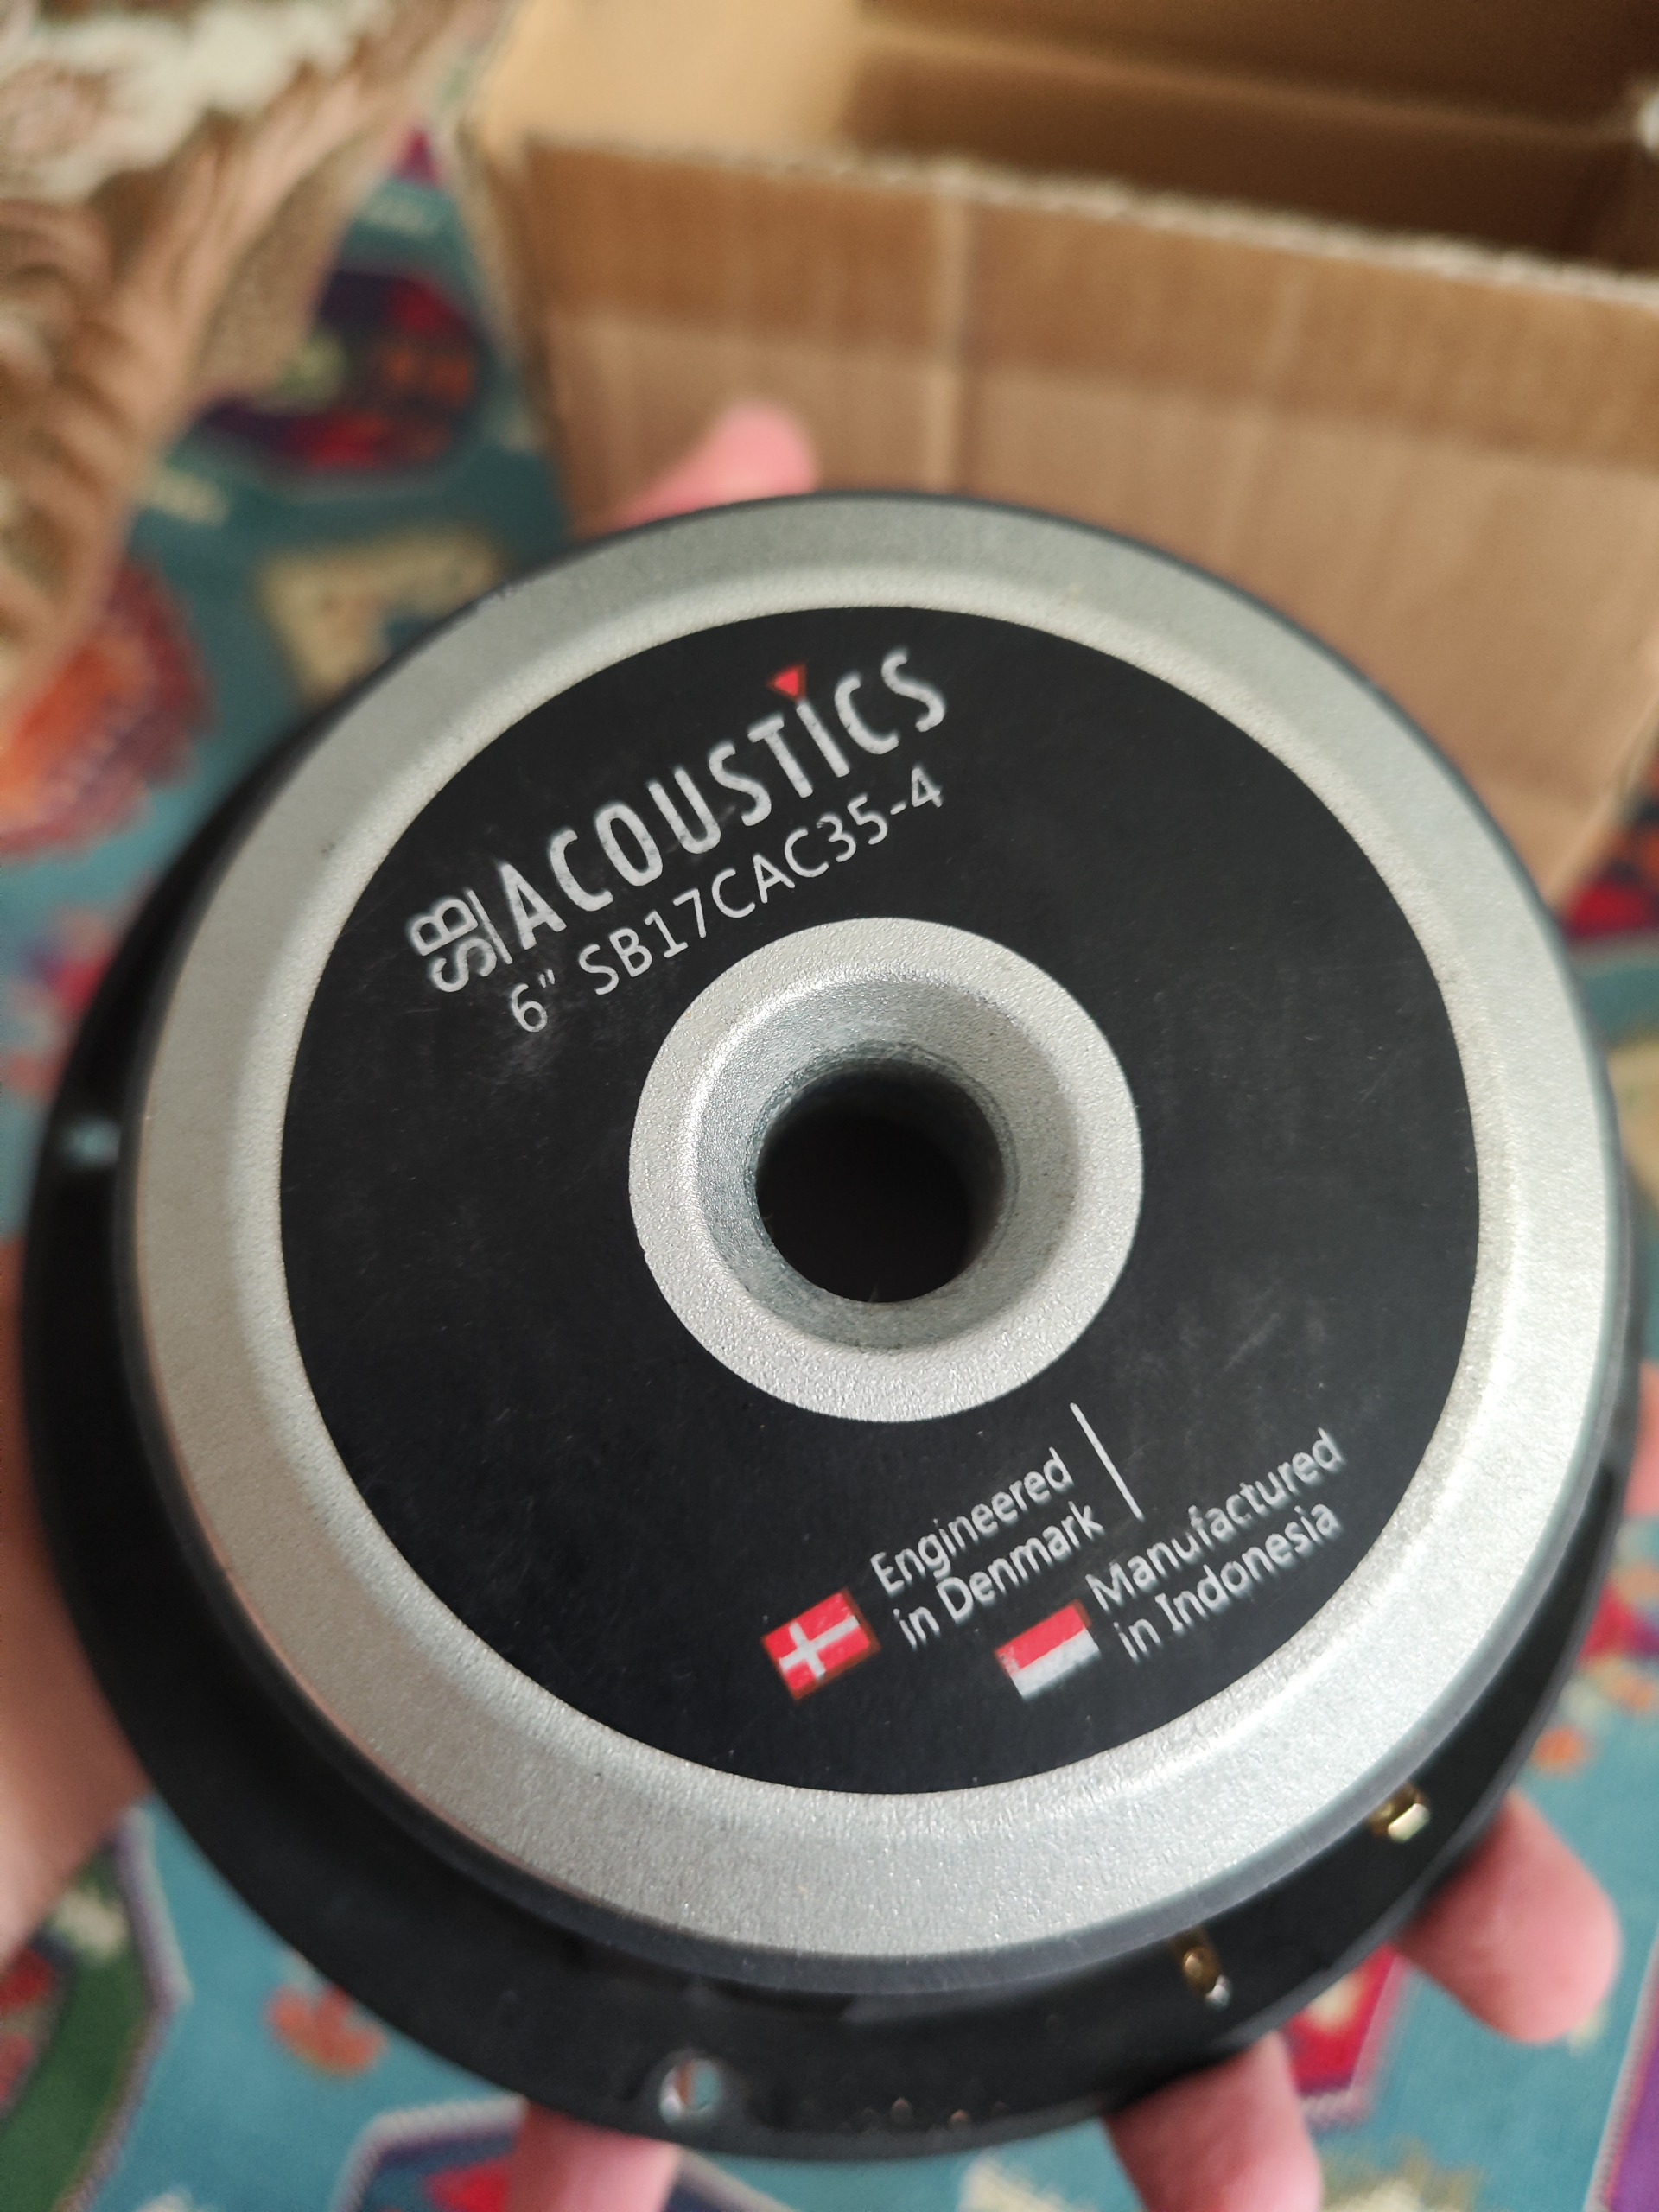 SB ACOUSTICS
6" SB17CAC35-4
Engineered
in Denmark
Manufactured
in Indonesia